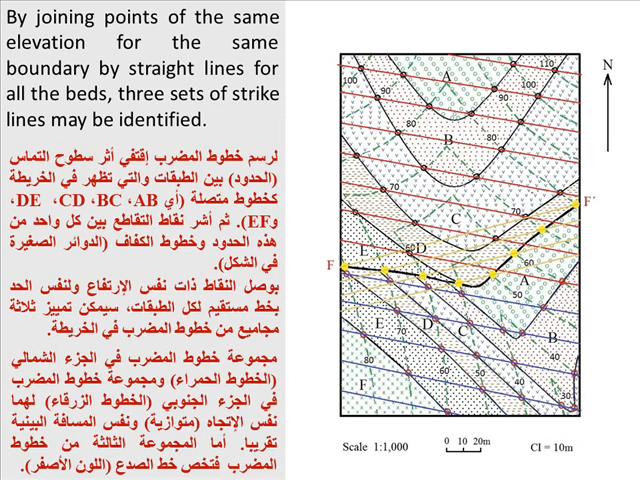 By joining points of the same
elevation for the same
boundary by straight lines for
all the beds, three sets of strike
lines may be identified.
لرسم خطوط المضرب إقتفي أثر سطوح التماس
(الحدود) بين الطبقات والتي تظهر في الخريطة
كخطوط متصلة (أي AB، BC، CD، DE،
وEF). ثم أشر نقاط التقاطع بين كل واحد من
هذه الحدود وخطوط الكفاف (الدوائر الصغيرة
في الشكل).
بوصل النقاط ذات نفس الإرتفاع ولنفس الحد
بخط مستقيم لكل الطبقات، سيمكن تمييز ثلاثة
مجاميع من خطوط المضرب في الخريطة.
مجموعة خطوط المضرب في الجزء الشمالي
(الخطوط الحمراء) ومجموعة خطوط المضرب
في الجزء الجنوبي (الخطوط الزرقاء) لهما
نفس الإتجاه (متوازية) ونفس المسافة البينية
تقريبا. أما المجموعة الثالثة من خطوط
المضرب فتخص خط الصدع (اللون الأصفر).
N
110
100
90
A
90
100
80
B
80
70
C
70
F'
60
E
D
60
F
A
50
E
70
D
C
B
80
60
50
40
40
F
30
Scale 1:1,000
0 10 20m
CI = 10m